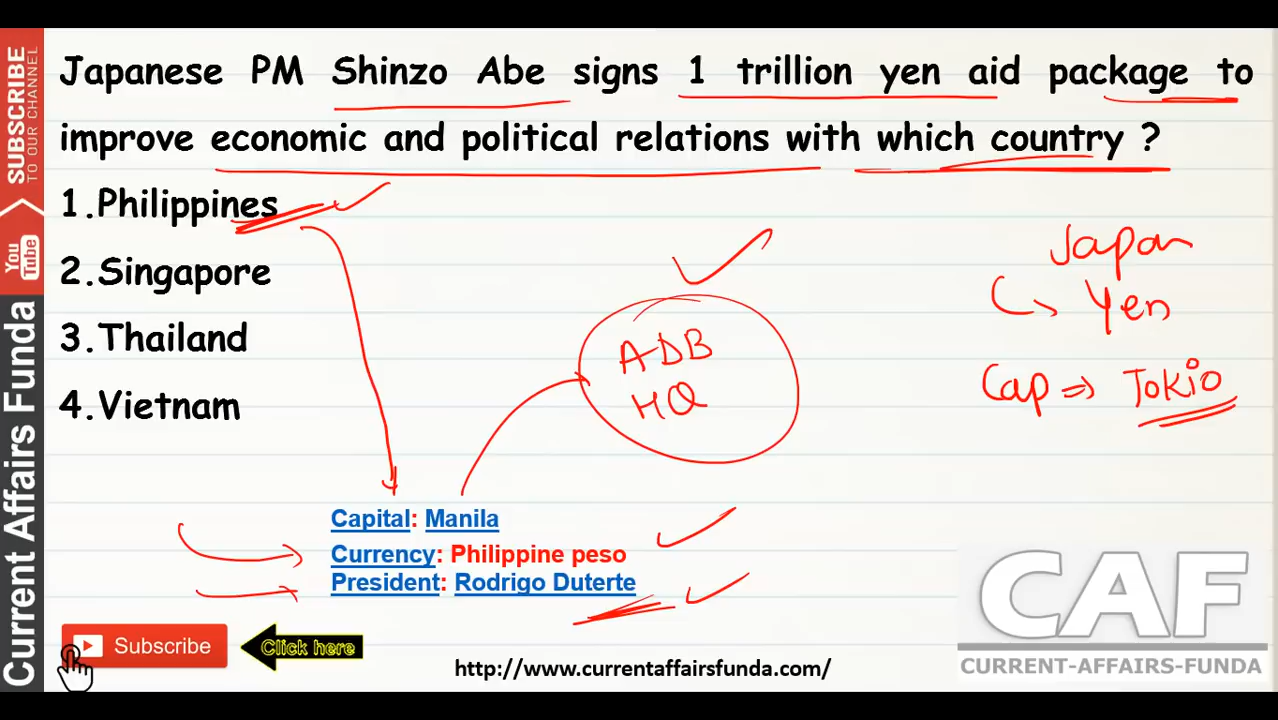 Japanese PM Shinzo Abe signs 1 trillion yen aid package to
improve economic and political relations with which country ?
1.Philippines
2.Singapore
3.Thailand
4.Vietnam
Japan
Yen
Cap ⇒ Tokio
ADB
HQ
Capital: Manila
Currency: Philippine peso
President: Rodrigo Duterte
SUBSCRIBE
TO OUR CHANNEL
You
Tube
Current Affairs Funda
Subscribe
Click here
http://www.currentaffairsfunda.com/
CAF
CURRENT-AFFAIRS-FUNDA